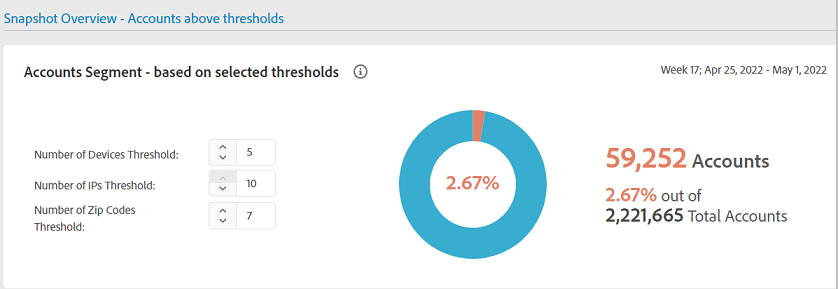 Snapshot Overview - Accounts above thresholds
Accounts Segment - based on selected thresholds
Week 17; Apr 25, 2022 - May 1, 2022
Number of Devices Threshold: 5
Number of IPs Threshold: 10
Number of Zip Codes
Threshold: 7
2.67%
59,252 Accounts
2.67% out of
2,221,665 Total Accounts